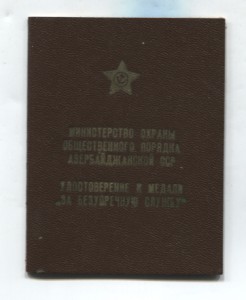 МИНИСТЕРСТВО ОХРАНЫ
ОБЩЕСТВЕННОГО ПОРЯДКА
АЗЕРБАЙДЖАНСКОЙ ССР
УДОСТОВЕРЕНИЕ К МЕДАЛИ
„ЗА БЕЗУПРЕЧНУЮ СЛУЖБУ"